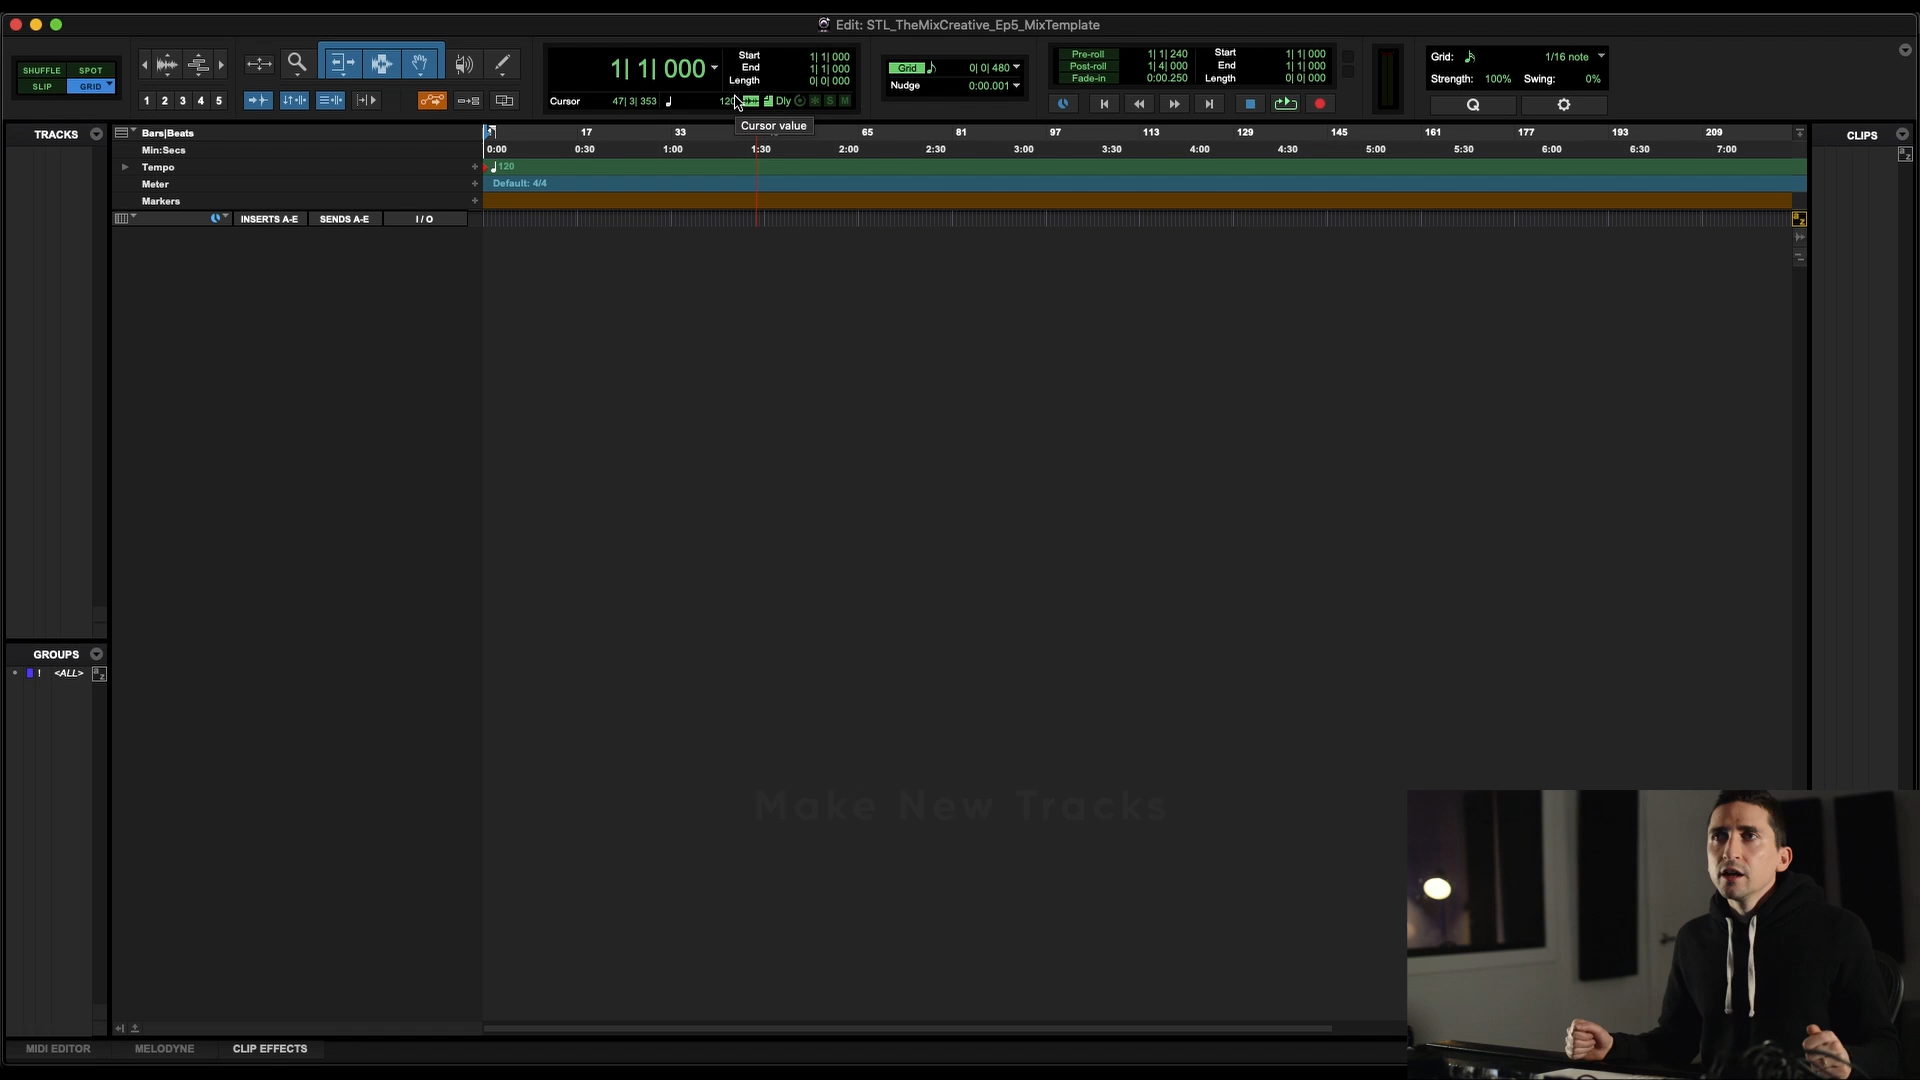 Edit: STL_TheMixCreative_Ep5_MixTemplate
SHUFFLE SPOT
SLIP GRID
1 2 3 4 5
1| 1| 000
Start 1| 1| 000
End 1| 1| 000
Length 0| 0| 000
Cursor 47| 3| 353
Dly S M
Cursor value
Grid 0| 0| 480
Nudge 0:00.001
Pre-roll 1| 1| 240
Post-roll 1| 4| 000
Fade-in 0:00.250
Start 1| 1| 000
End 1| 1| 000
Length 0| 0| 000
Grid: 1/16 note
Strength: 100% Swing: 0%
Q
TRACKS
Bars|Beats 17 33 65 81 97 113 129 145 161 177 193 209
Min:Secs 0:00 0:30 1:00 1:30 2:00 2:30 3:00 3:30 4:00 4:30 5:00 5:30 6:00 6:30 7:00
Tempo 120
Meter Default: 4/4
Markers
INSERTS A-E SENDS A-E I / O
CLIPS
a z
GROUPS
! <ALL>
Make New Tracks
MIDI EDITOR MELODYNE CLIP EFFECTS